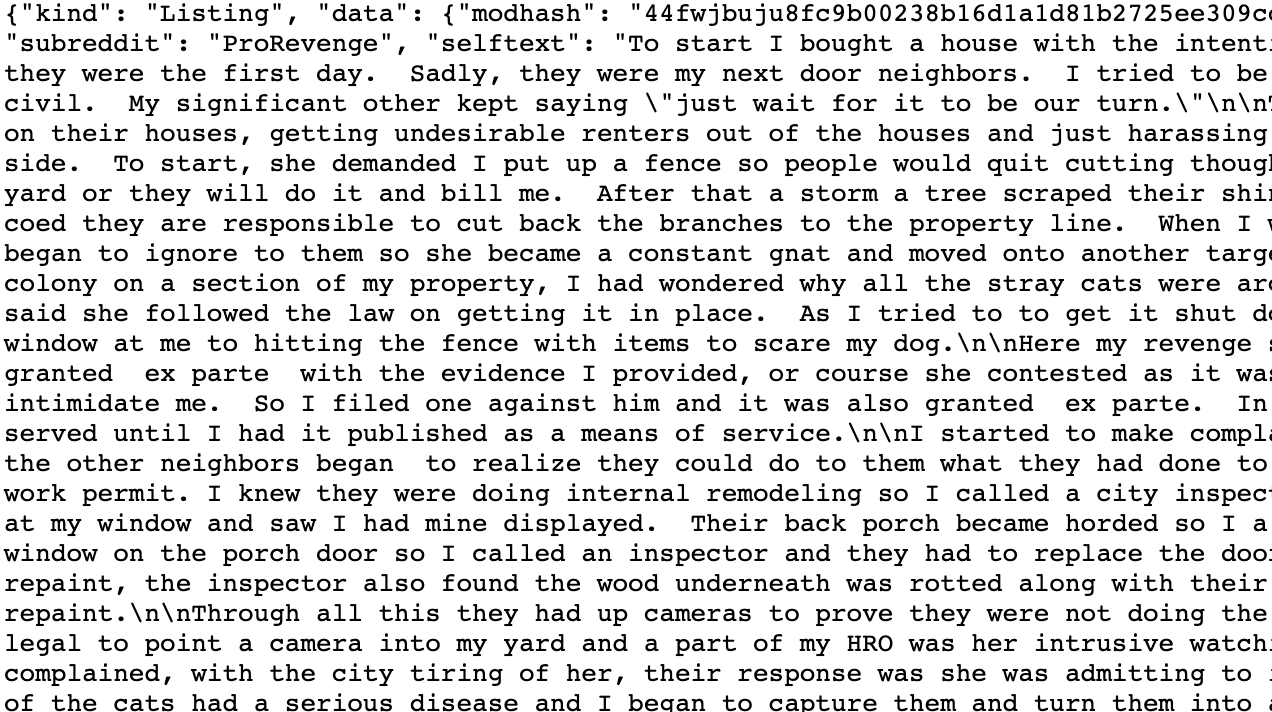 {"kind": "Listing", "data": {"modhash": "44fwjbuju8fc9b00238b16d1a1d81b2725ee309c
"subreddit": "ProRevenge", "selftext": "To start I bought a house with the intenti
they were the first day.  Sadly, they were my next door neighbors.  I tried to be
civil.  My significant other kept saying \"just wait for it to be our turn.\"\n\nT
on their houses, getting undesirable renters out of the houses and just harassing
side.  To start, she demanded I put up a fence so people would quit cutting though
yard or they will do it and bill me.  After that a storm a tree scraped their shin
coed they are responsible to cut back the branches to the property line.  When I w
began to ignore to them so she became a constant gnat and moved onto another targe
colony on a section of my property, I had wondered why all the stray cats were aro
said she followed the law on getting it in place.  As I tried to to get it shut do
window at me to hitting the fence with items to scare my dog.\n\nHere my revenge s
granted  ex parte  with the evidence I provided, or course she contested as it was
intimidate me.  So I filed one against him and it was also granted  ex parte.  In
served until I had it published as a means of service.\n\nI started to make compla
the other neighbors began  to realize they could do to them what they had done to
work permit. I knew they were doing internal remodeling so I called a city inspect
at my window and saw I had mine displayed.  Their back porch became horded so I a
window on the porch door so I called an inspector and they had to replace the door
repaint, the inspector also found the wood underneath was rotted along with their
repaint.\n\nThrough all this they had up cameras to prove they were not doing the
legal to point a camera into my yard and a part of my HRO was her intrusive watchi
complained, with the city tiring of her, their response was she was admitting to i
of the cats had a serious disease and I began to capture them and turn them into a